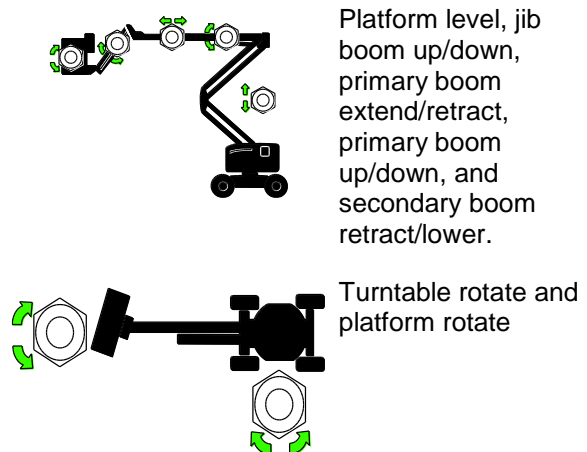 Platform level, jib
boom up/down,
primary boom
extend/retract,
primary boom
up/down, and
secondary boom
retract/lower.
Turntable rotate and
platform rotate